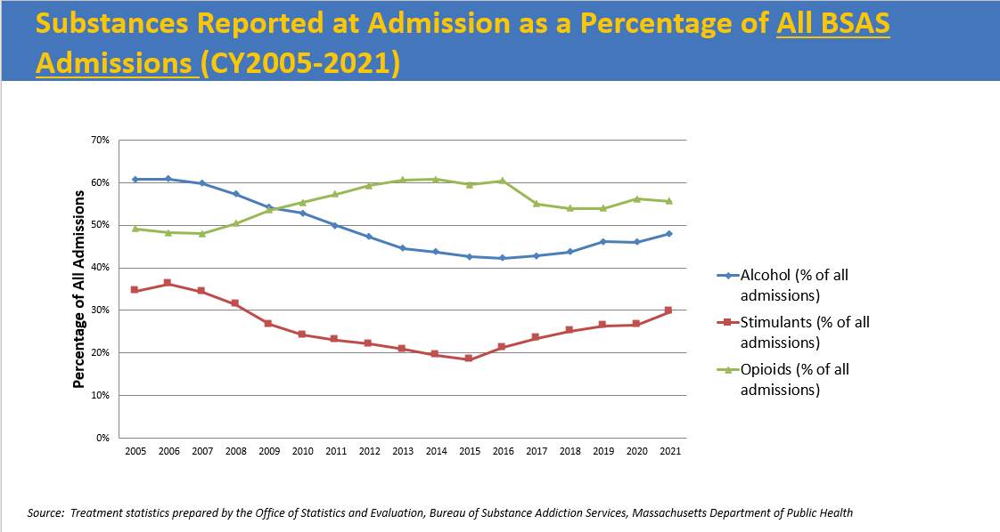 Substances Reported at Admission as a Percentage of All BSAS
Admissions (CY2005-2021)
70%
60%
50%
40%
30%
20%
10%
0%
Percentage of All Admissions
2005 2006 2007 2008 2009 2010 2011 2012 2013 2014 2015 2016 2017 2018 2019 2020 2021
Alcohol (% of all
admissions)
Stimulants (% of all
admissions)
Opioids (% of all
admissions)
Source: Treatment statistics prepared by the Office of Statistics and Evaluation, Bureau of Substance Addiction Services, Massachusetts Department of Public Health